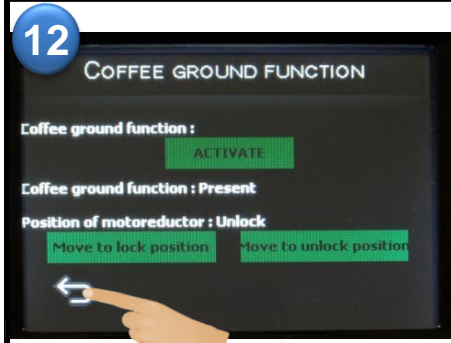 12
COFFEE GROUND FUNCTION
Coffee ground function :
ACTIVATE
Coffee ground function : Present
Position of motoreductor : Unlock
Move to lock position
Move to unlock position